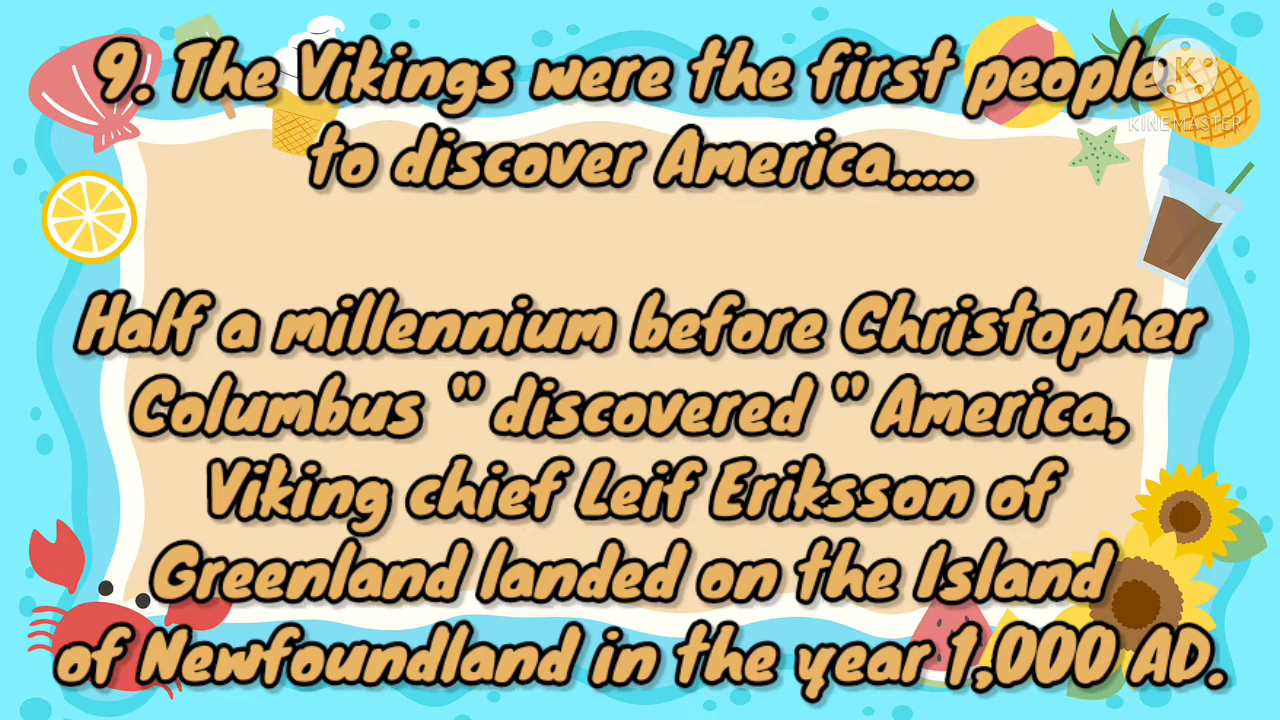 9. The Vikings were the first people
to discover America.....
Half a millennium before Christopher
Columbus " discovered " America,
Viking chief Leif Eriksson of
Greenland landed on the Island
of Newfoundland in the year 1,000 AD.
K
KINEMASTER